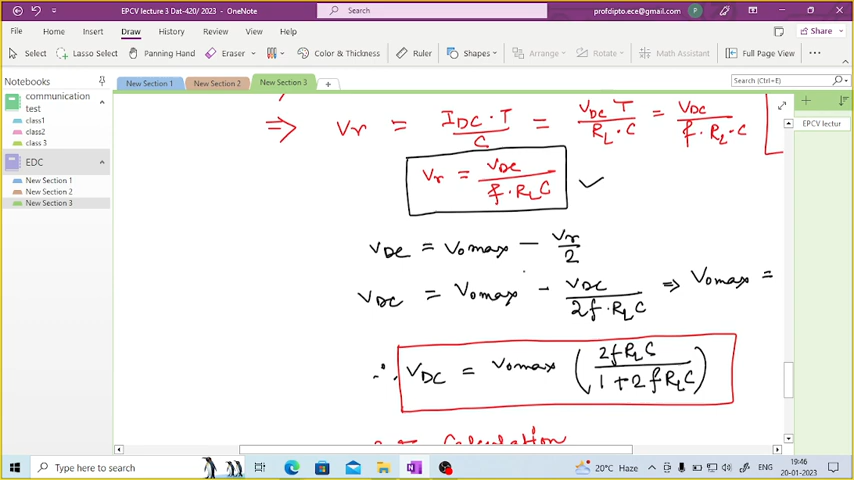 EPCV lecture 3 Dat-420/ 2023 - OneNote
Search
profdipto.ece@gmail.com P
File Home Insert Draw History Review View Help Share
Select Lasso Select Panning Hand Eraser Color & Thickness Ruler Shapes Arrange Rotate Math Assistant Full Page View ...
Notebooks
New Section 1 New Section 2 New Section 3 +
Search (Ctrl+E)
communication
test
class1
class2
class 3
EDC
New Section 1
New Section 2
New Section 3
EPCV lectur
⇒ Vr = IDC · T / C = VDC T / RL · C = VDC / f · RL · C
Vr = VDC / f · RL C ✓
VDC = Vomax − Vr / 2
VDC = Vomax − VDC / 2f · RL C ⇒ Vomax =
∴ VDC = Vomax ( 2f RL C / 1 + 2f RL C )
Calculation
Type here to search
20°C Haze
ENG
19:46
20-01-2023